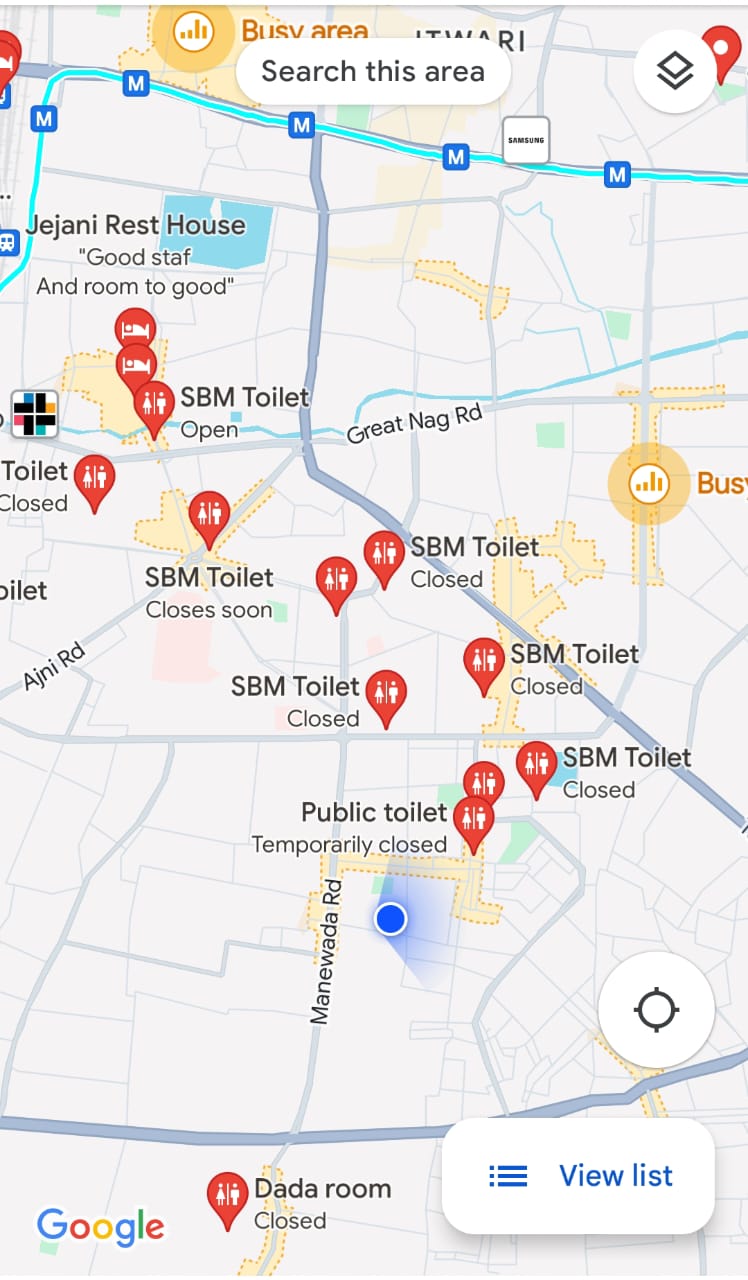 Busy area
ITWARI
Search this area
M
M
M
M
M
SAMSUNG
Jejani Rest House
"Good staf
And room to good"
SBM Toilet
Open
Great Nag Rd
Toilet
Closed
Busy
SBM Toilet
Closes soon
SBM Toilet
Closed
oilet
Ajni Rd
SBM Toilet
Closed
SBM Toilet
Closed
SBM Toilet
Closed
Public toilet
Temporarily closed
Manewada Rd
View list
Dada room
Closed
Google